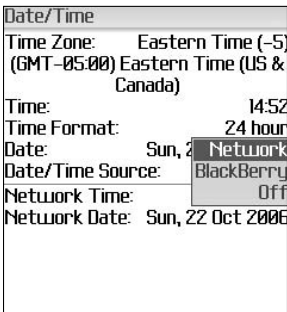 Date/Time
Time Zone: Eastern Time (-5)
(GMT-05:00) Eastern Time (US &
Canada)
Time: 14:52
Time Format: 24 hour
Date: Sun, 2
Network
Date/Time Source: BlackBerry
Off
Network Time:
Network Date: Sun, 22 Oct 2006